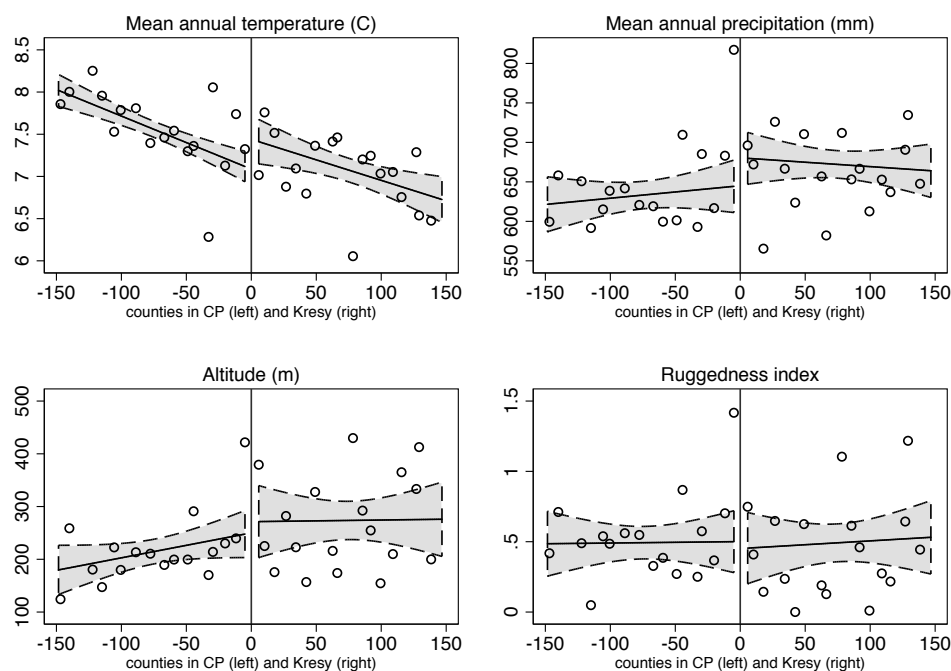 Mean annual temperature (C)
8.5
8
7.5
7
6.5
6
-150 -100 -50 0 50 100 150
counties in CP (left) and Kresy (right)
Mean annual precipitation (mm)
800
750
700
650
600
550
-150 -100 -50 0 50 100 150
counties in CP (left) and Kresy (right)
Altitude (m)
500
400
300
200
100
-150 -100 -50 0 50 100 150
counties in CP (left) and Kresy (right)
Ruggedness index
1.5
1
.5
0
-150 -100 -50 0 50 100 150
counties in CP (left) and Kresy (right)